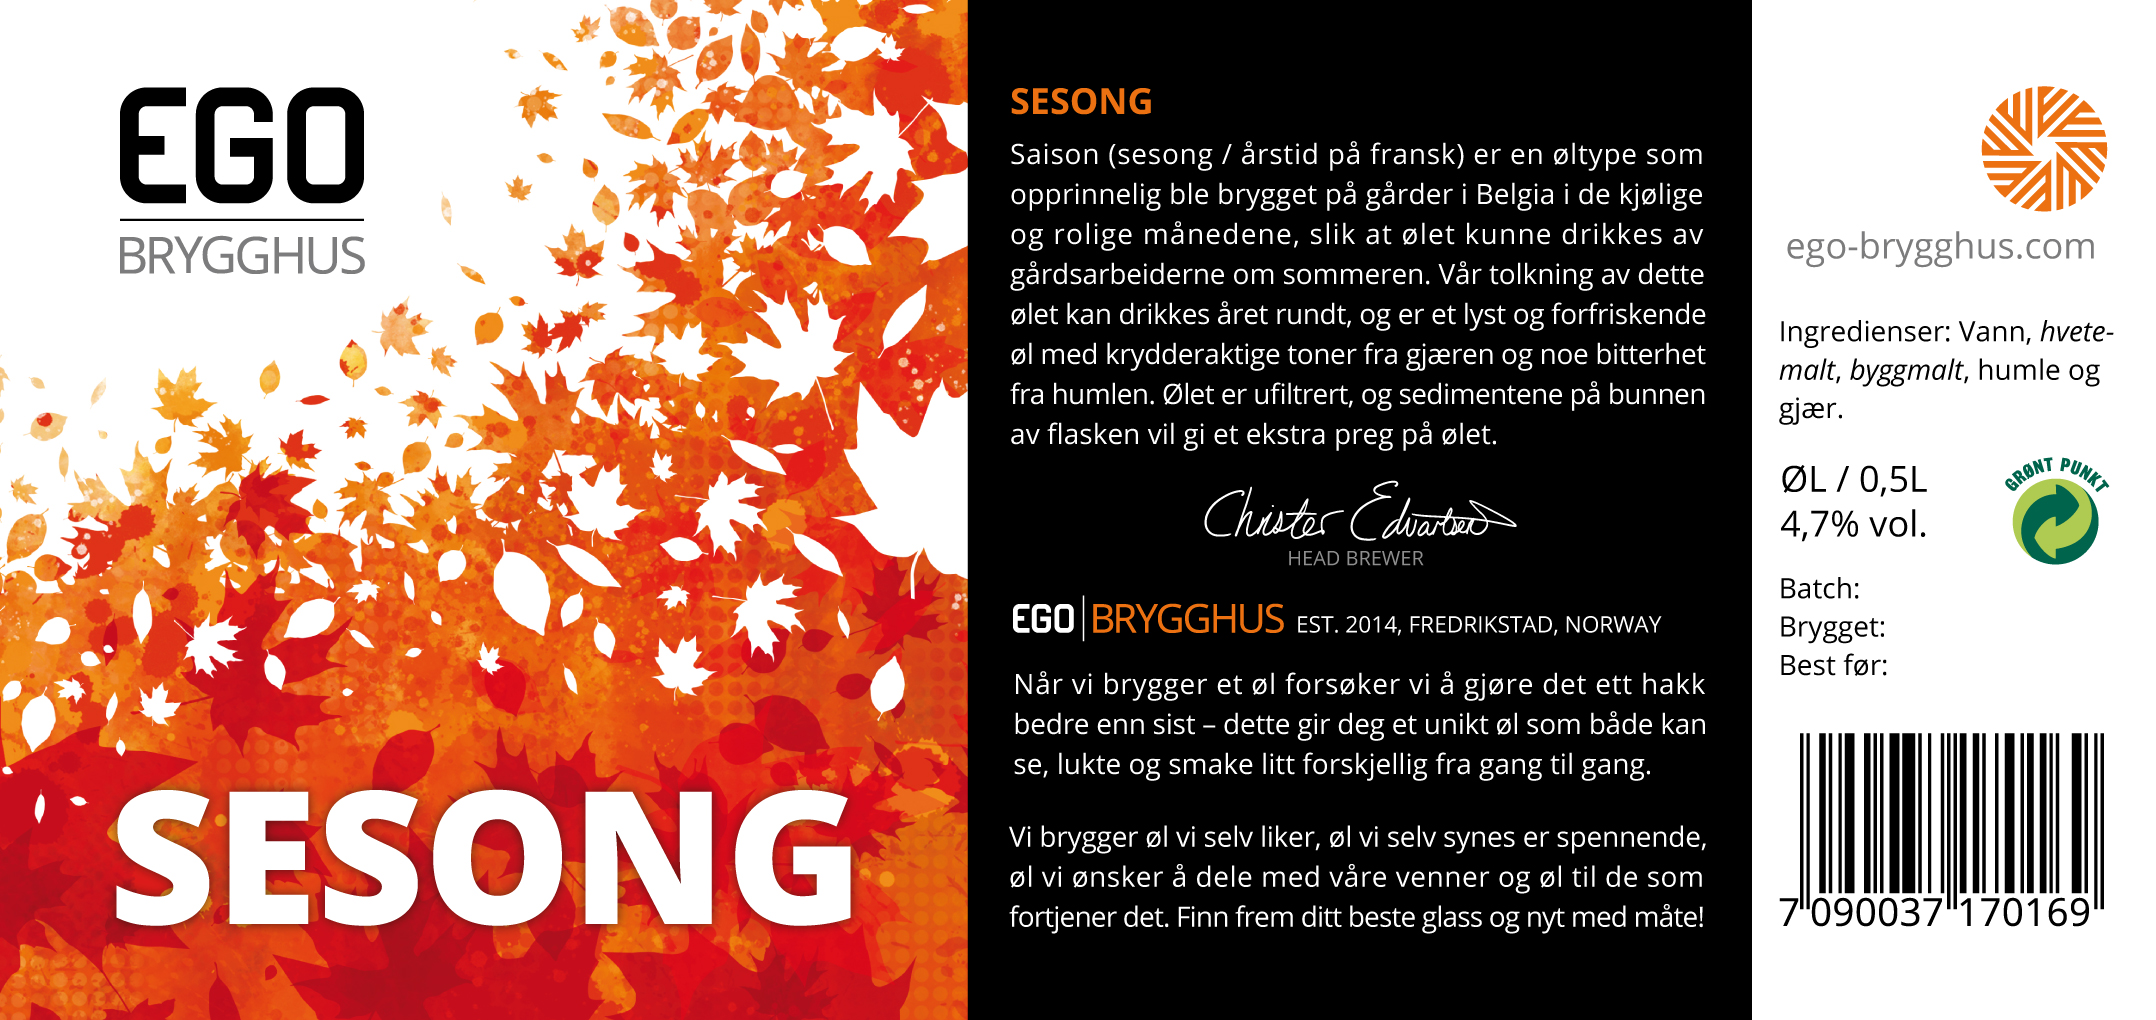 EGO
BRYGGHUS
SESONG
SESONG
Saison (sesong / årstid på fransk) er en øltype som
opprinnelig ble brygget på gårder i Belgia i de kjølige
og rolige månedene, slik at ølet kunne drikkes av
gårdsarbeiderne om sommeren. Vår tolkning av dette
ølet kan drikkes året rundt, og er et lyst og forfriskende
øl med krydderaktige toner fra gjæren og noe bitterhet
fra humlen. Ølet er ufiltrert, og sedimentene på bunnen
av flasken vil gi et ekstra preg på ølet.
Christer Edvartsen
HEAD BREWER
EGO BRYGGHUS EST. 2014, FREDRIKSTAD, NORWAY
Når vi brygger et øl forsøker vi å gjøre det ett hakk
bedre enn sist – dette gir deg et unikt øl som både kan
se, lukte og smake litt forskjellig fra gang til gang.
Vi brygger øl vi selv liker, øl vi selv synes er spennende,
øl vi ønsker å dele med våre venner og øl til de som
fortjener det. Finn frem ditt beste glass og nyt med måte!
ego-brygghus.com
Ingredienser: Vann, hvete-
malt, byggmalt, humle og
gjær.
GRØNT PUNKT
ØL / 0,5L
4,7% vol.
Batch:
Brygget:
Best før:
7 090037 170169